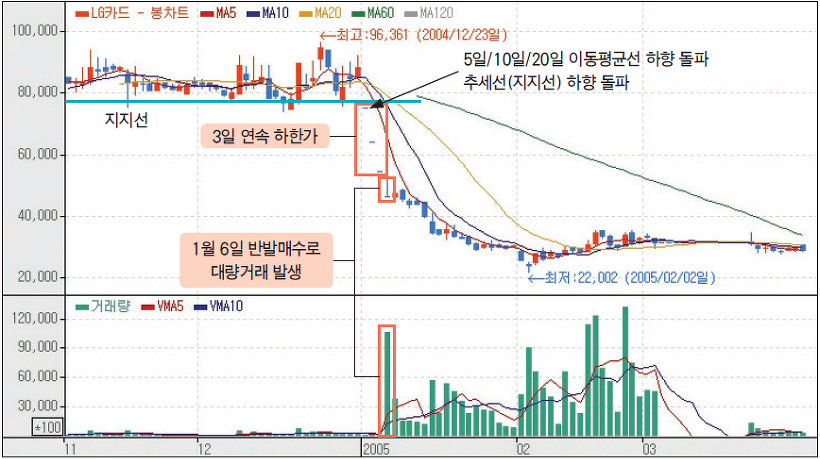 LG카드 - 봉차트 MA5 MA10 MA20 MA60 MA120
100,000
80,000
60,000
40,000
20,000
←최고:96,361 (2004/12/23일)
5일/10일/20일 이동평균선 하향 돌파
추세선(지지선) 하향 돌파
지지선
3일 연속 하한가
1월 6일 반발매수로
대량거래 발생
←최저:22,002 (2005/02/02일)
거래량 VMA5 VMA10
120,000
90,000
60,000
30,000
*100
11 12 2005 02 03